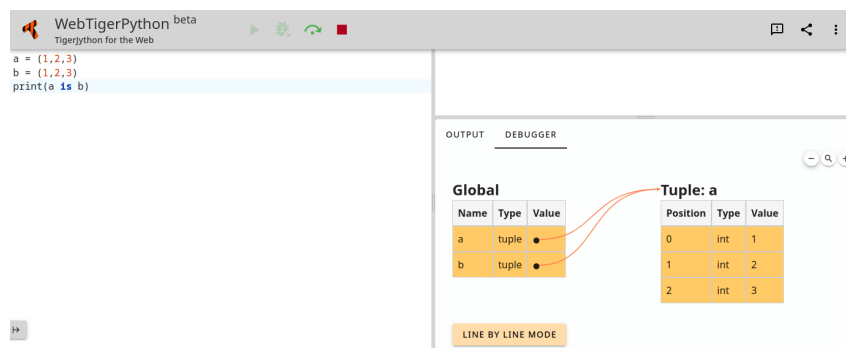 WebTigerPython beta
TigerJython for the Web
a = (1,2,3)
b = (1,2,3)
print(a is b)
OUTPUT DEBUGGER
Global
Name Type Value
a tuple
b tuple
Tuple: a
Position Type Value
0 int 1
1 int 2
2 int 3
LINE BY LINE MODE